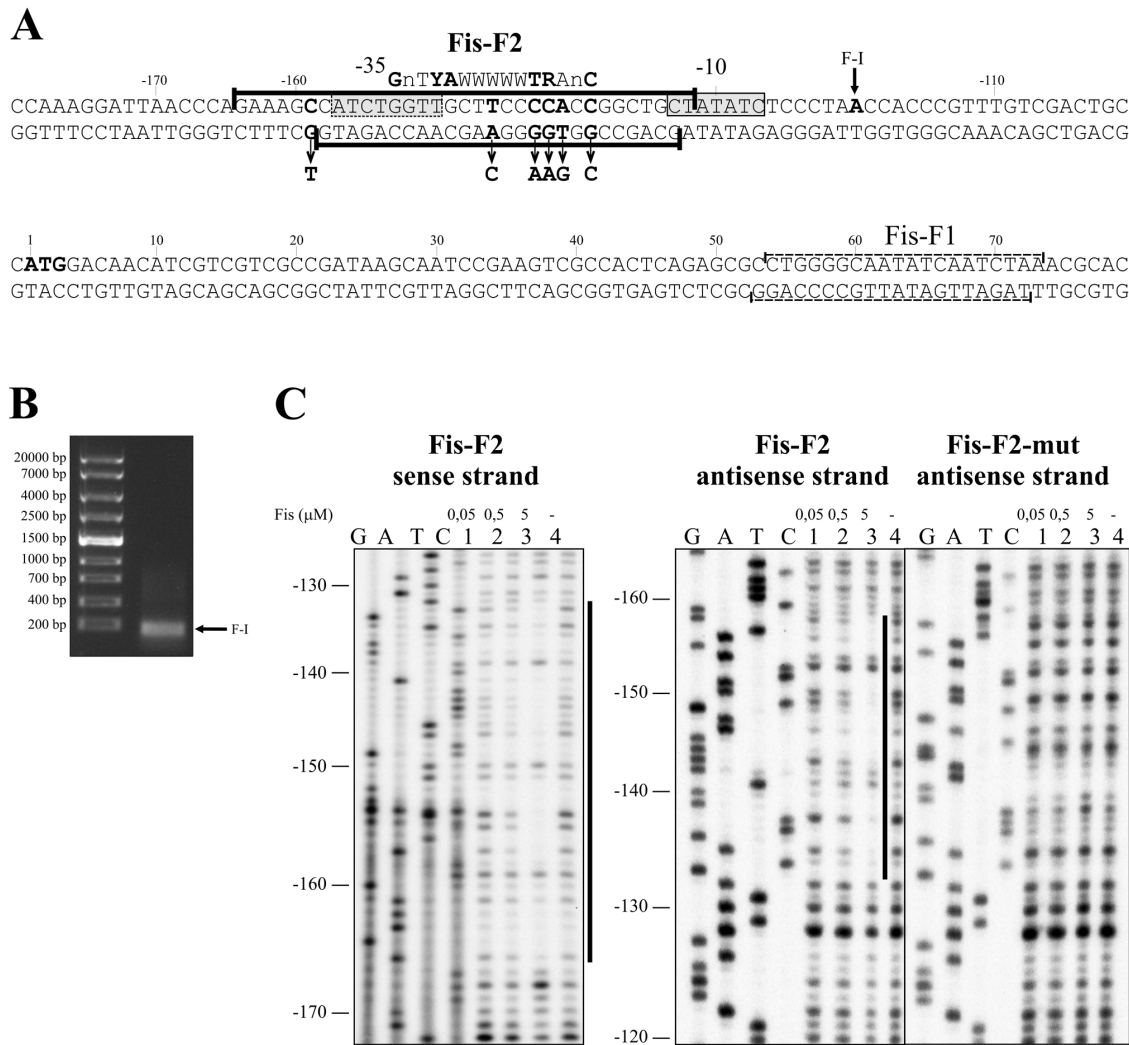 A
Fis-F2
-35
GnTYAWWWWWTRAnC
-10
F-I
-170
-160
-110
CCAAAGGATTAACCCAGAAAGCCATCTGGTTGCTTCCCCACCGGCTGCTATATCTCCCTAACCACCCGTTTGTCGACTGC
GGTTTCCTAATTGGGTCTTTCGGTAGACCAACGAAGGGGTGGCCGACGATATAGAGGGATTGGTGGGCAAACAGCTGACG
T C AAG C
1 10 20 30 40 50 60 70
Fis-F1
CATGGACAACATCGTCGTCGCCGATAAGCAATCCGAAGTCGCCACTCAGAGCGCCTGGGGCAATATCAATCTAAACGCAC
GTACCTGTTGTAGCAGCAGCGGCTATTCGTTAGGCTTCAGCGGTGAGTCTCGCGGACCCCGTTATAGTTAGATTTGCGTG
B
20000 bp
7000 bp
4000 bp
2500 bp
1500 bp
1000 bp
700 bp
400 bp
200 bp
F-I
C
Fis-F2
sense strand
Fis-F2
antisense strand
Fis-F2-mut
antisense strand
Fis (µM)
0,05 0,5 5 -
G A T C 1 2 3 4
0,05 0,5 5 -
G A T C 1 2 3 4
0,05 0,5 5 -
G A T C 1 2 3 4
-130
-140
-150
-160
-170
-160
-150
-140
-130
-120